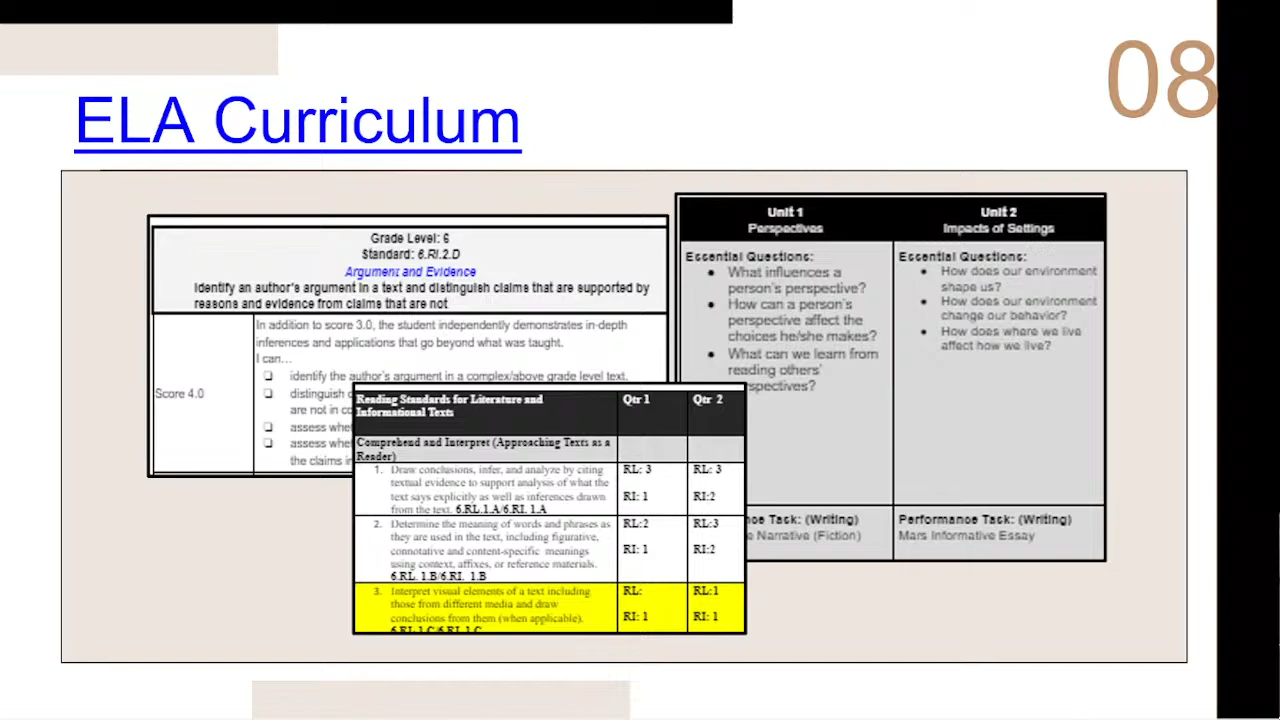 08
ELA Curriculum
Grade Level: 6
Standard: 6.RI.2.D
Argument and Evidence
Identify an author's argument in a text and distinguish claims that are supported by
reasons and evidence from claims that are not
Score 4.0
In addition to score 3.0, the student independently demonstrates in-depth
inferences and applications that go beyond what was taught.
I can...
identify the author's argument in a complex/above grade level text.
distinguish
are not in
assess
assess
the claims
Reading Standards for Literature and
Informational Texts
Qtr 1
Qtr 2
Comprehend and Interpret (Approaching Texts as a
Reader)
1. Draw conclusions, infer, and analyze by citing
textual evidence to support analysis of what the
text says explicitly as well as inferences drawn
from the text. 6.RL.1.A/6.RI. 1.A
RL: 3
RI: 1
RL: 3
RI:2
2. Determine the meaning of words and phrases as
they are used in the text, including figurative,
connotative and content-specific meanings
using context, affixes, or reference materials.
6.RL. 1.B/6.RI. 1.B
RL:2
RI: 1
RL:3
RI:2
3. Interpret visual elements of a text including
those from different media and draw
conclusions from them (when applicable).
6.RL.1.C/6.RI.1.C
RL:
RI: 1
RL:1
RI: 1
Unit 1
Perspectives
Essential Questions:
• What influences a
person's perspective?
• How can a person's
perspective affect the
choices he/she makes?
• What can we learn from
reading others'
perspectives?
Task: (Writing)
Narrative (Fiction)
Unit 2
Impacts of Settings
Essential Questions:
• How does our environment
shape us?
• How does our environment
change our behavior?
• How does where we live
affect how we live?
Performance Task: (Writing)
Mars Informative Essay